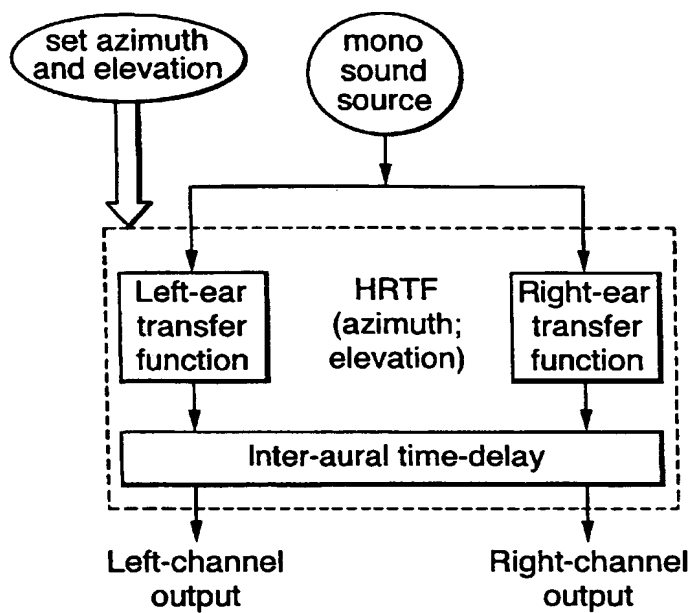 set azimuth
and elevation
mono
sound
source
Left-ear
transfer
function
HRTF
(azimuth;
elevation)
Right-ear
transfer
function
Inter-aural time-delay
Left-channel
output
Right-channel
output